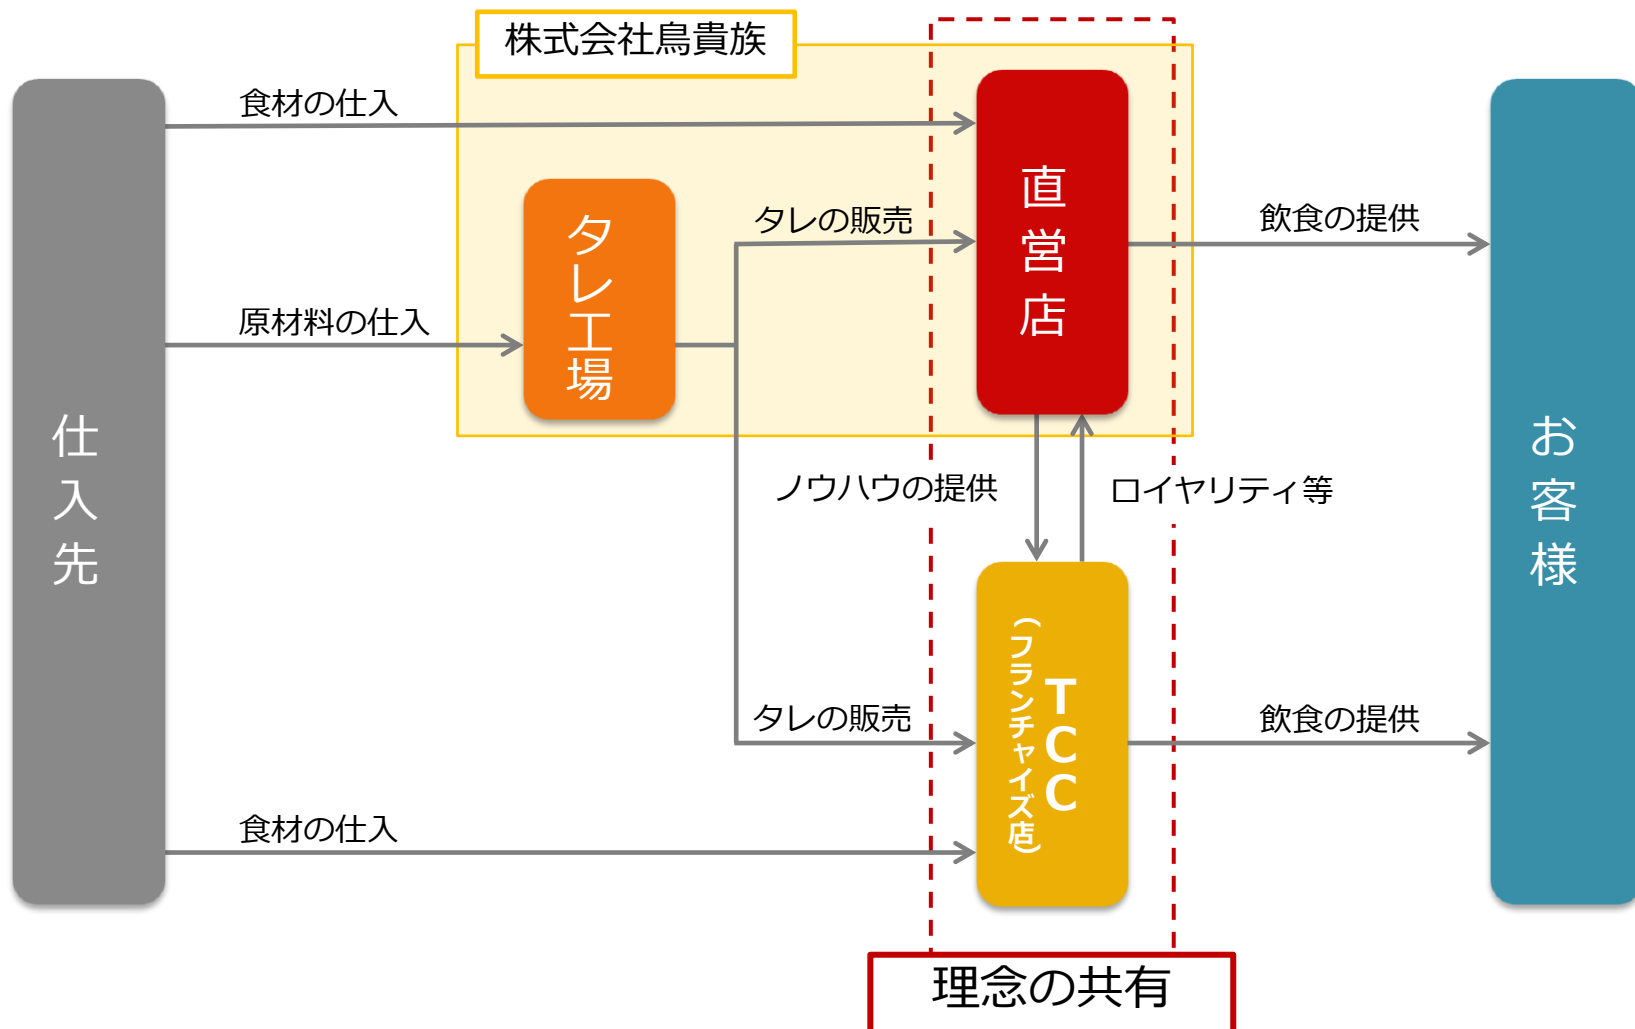 株式会社鳥貴族
食材の仕入
直営店
タレ工場
タレの販売
飲食の提供
原材料の仕入
仕入先
お客様
ノウハウの提供
ロイヤリティ等
TCC
(フランチャイズ店)
タレの販売
飲食の提供
食材の仕入
理念の共有